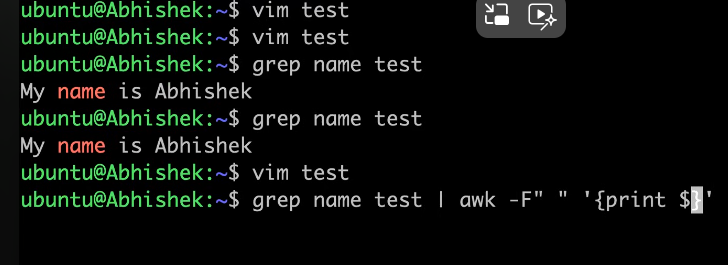 ubuntu@Abhishek:~$ vim test
ubuntu@Abhishek:~$ vim test
ubuntu@Abhishek:~$ grep name test
My name is Abhishek
ubuntu@Abhishek:~$ grep name test
My name is Abhishek
ubuntu@Abhishek:~$ vim test
ubuntu@Abhishek:~$ grep name test | awk -F" " '{print $}'